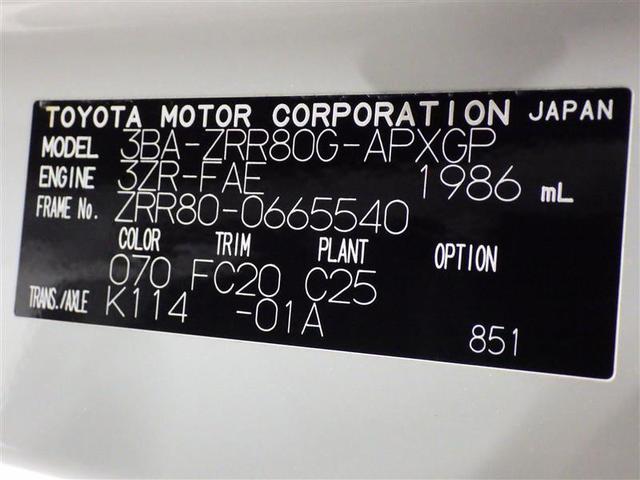 TOYOTA MOTOR CORPORATION JAPAN
MODEL 3BA-ZRR80G-APXGP
ENGINE 3ZR-FAE 1986 mL
FRAME No. ZRR80-0665540
COLOR TRIM PLANT OPTION
070 FC20 C25
TRANS./AXLE K114 -01A
851